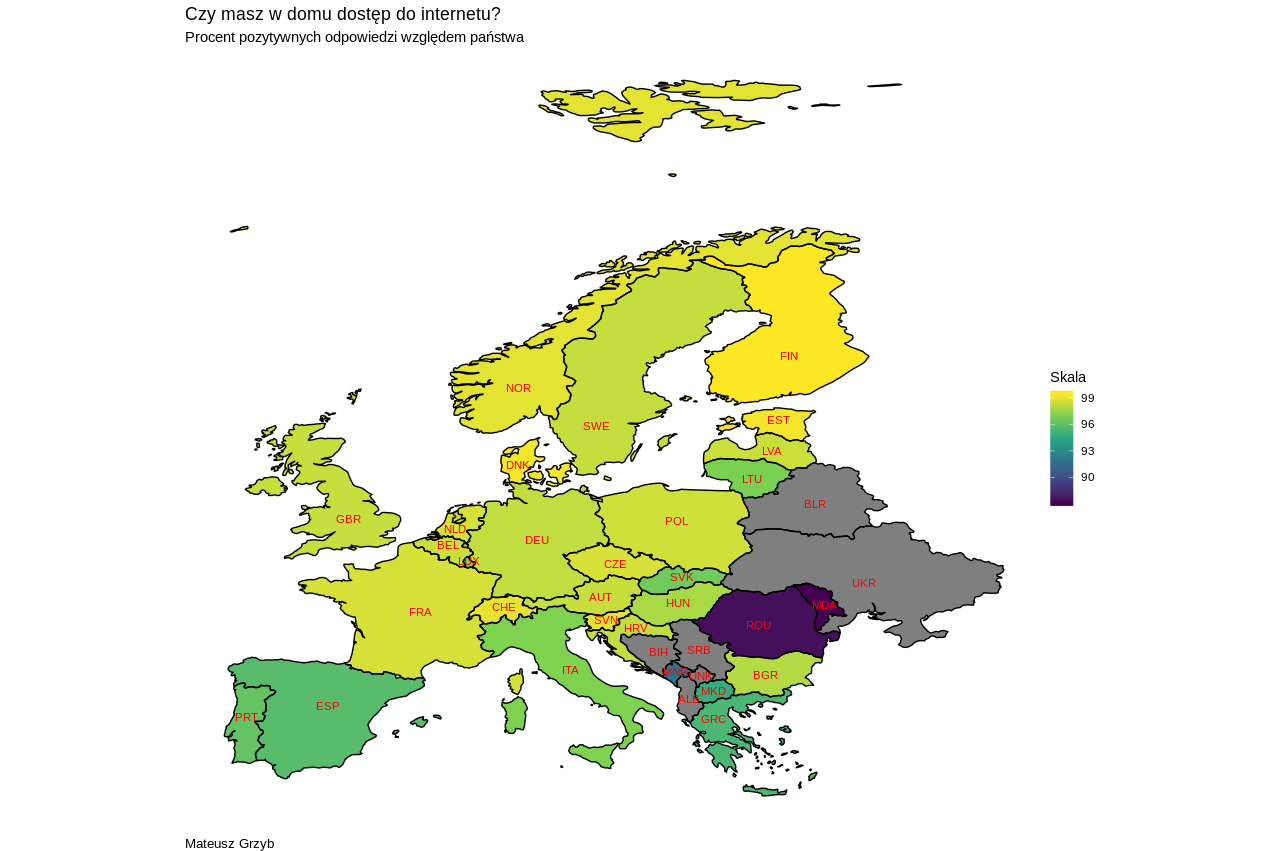 Czy masz w domu dostęp do internetu?
Procent pozytywnych odpowiedzi względem państwa
FIN
NOR
EST
SWE
LVA
DNK
LTU
BLR
GBR
POL
NLD
DEU
BEL
LUX
CZE
SVK
UKR
AUT
HUN
CHE
MDA
FRA
SVN
HRV
ROU
BIH
SRB
ITA
BGR
UNK
MKD
ALB
ESP
PRT
GRC
Skala
99
96
93
90
Mateusz Grzyb